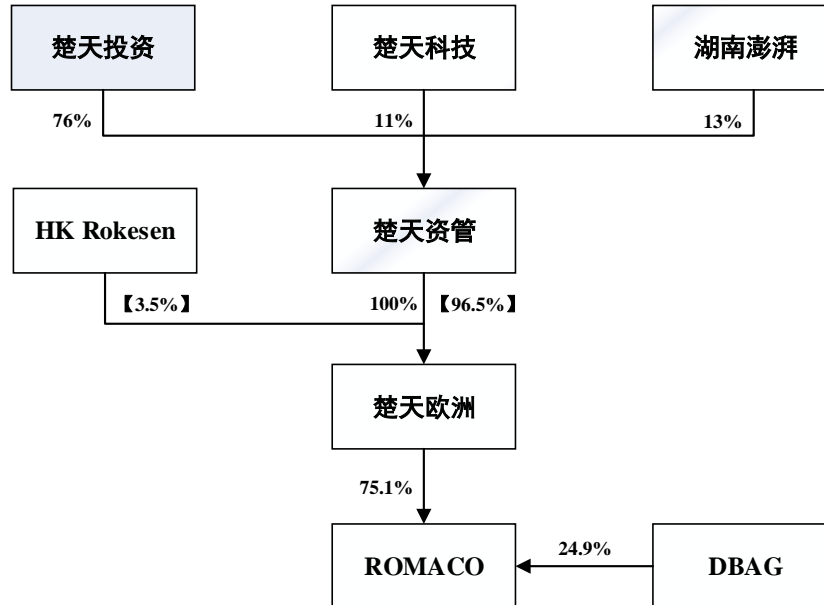 楚天投资 楚天科技 湖南澎湃
76% 11% 13%
HK Rokesen 楚天资管
【3.5%】 100% 【96.5%】
楚天欧洲
75.1%
ROMACO 24.9% DBAG